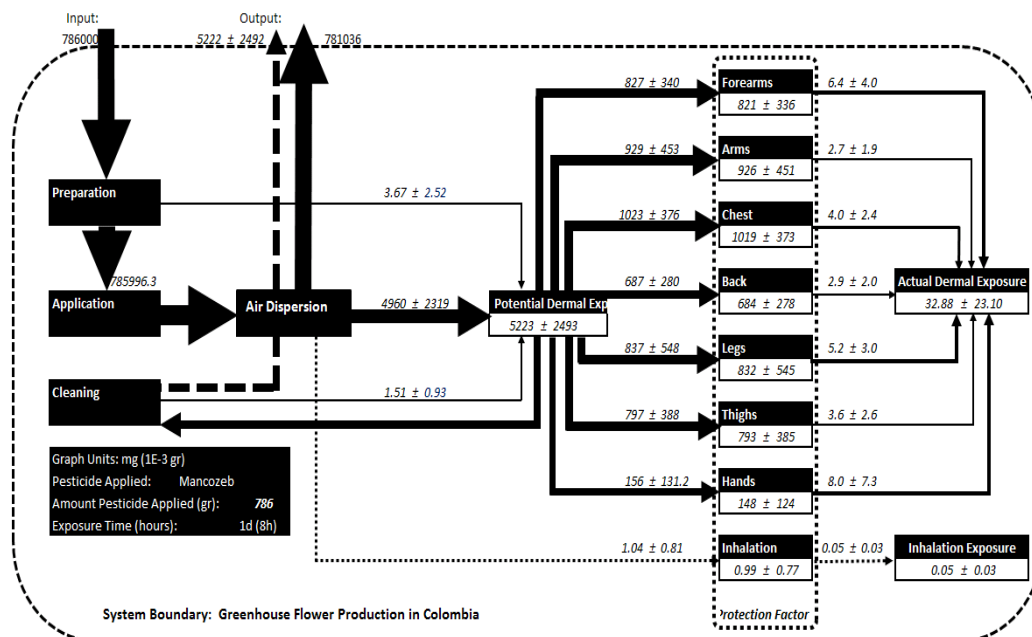 Input:
Output:
786000
5222 ± 2492
781036
827 ± 340
Forearms
6.4 ± 4.0
821 ± 336
929 ± 453
Arms
2.7 ± 1.9
926 ± 451
Preparation
3.67 ± 2.52
1023 ± 376
Chest
4.0 ± 2.4
1019 ± 373
785996.3
Application
Air Dispersion
4960 ± 2319
Potential Dermal Exp
5223 ± 2493
687 ± 280
Back
2.9 ± 2.0
684 ± 278
Actual Dermal Exposure
32.88 ± 23.10
837 ± 548
Legs
5.2 ± 3.0
832 ± 545
Cleaning
1.51 ± 0.93
797 ± 388
Thighs
3.6 ± 2.6
793 ± 385
Graph Units: mg (1E-3 gr)
Pesticide Applied: Mancozeb
Amount Pesticide Applied (gr): 786
Exposure Time (hours): 1d (8h)
156 ± 131.2
Hands
8.0 ± 7.3
148 ± 124
1.04 ± 0.81
Inhalation
0.05 ± 0.03
0.99 ± 0.77
Inhalation Exposure
0.05 ± 0.03
System Boundary: Greenhouse Flower Production in Colombia
Protection Factor